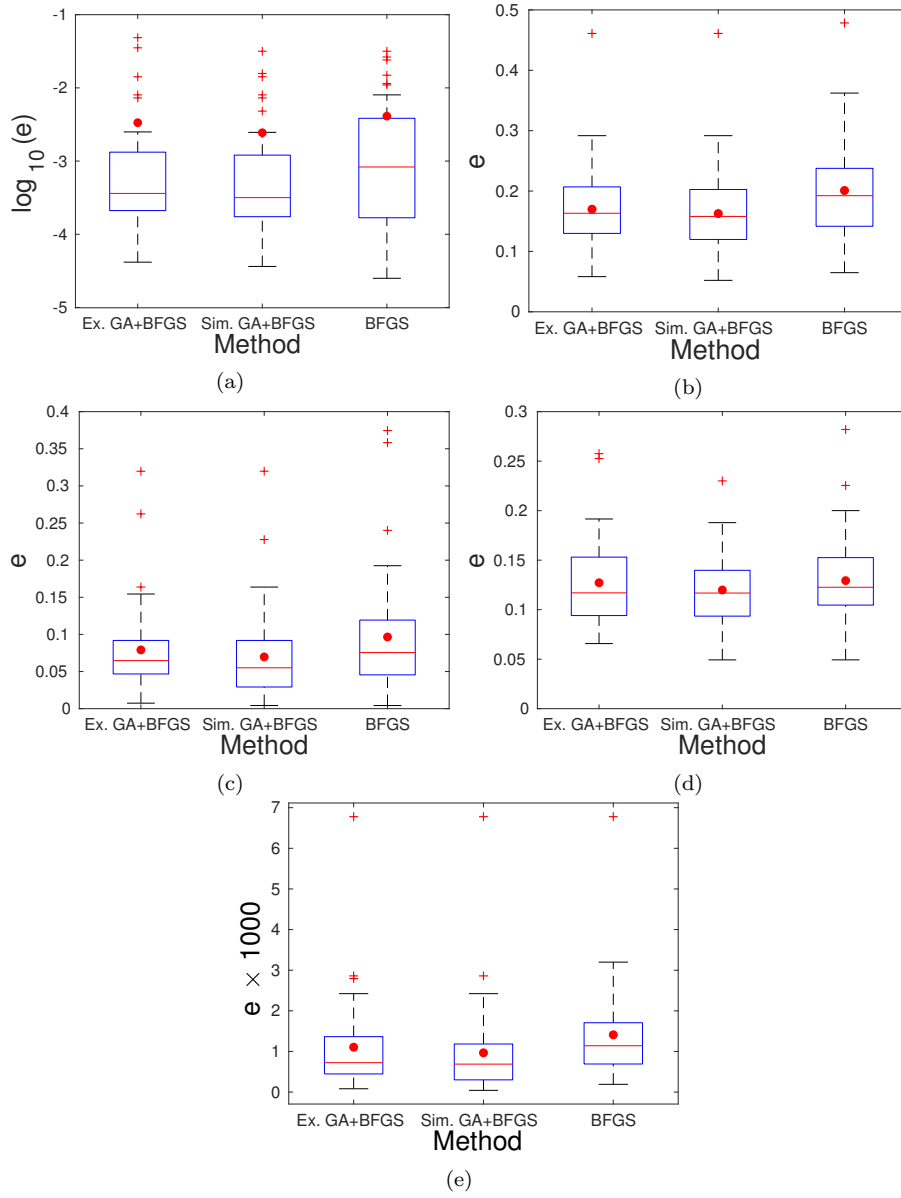 -1
-2
-3
-4
-5
log 10 (e)
Ex. GA+BFGS Sim. GA+BFGS BFGS
Method
(a)
0.5
0.4
0.3
0.2
0.1
0
e
Ex. GA+BFGS Sim. GA+BFGS BFGS
Method
(b)
0.4
0.35
0.3
0.25
0.2
0.15
0.1
0.05
0
e
Ex. GA+BFGS Sim. GA+BFGS BFGS
Method
(c)
0.3
0.25
0.2
0.15
0.1
0.05
0
e
Ex. GA+BFGS Sim. GA+BFGS BFGS
Method
(d)
7
6
5
4
3
2
1
0
e × 1000
Ex. GA+BFGS Sim. GA+BFGS BFGS
Method
(e)